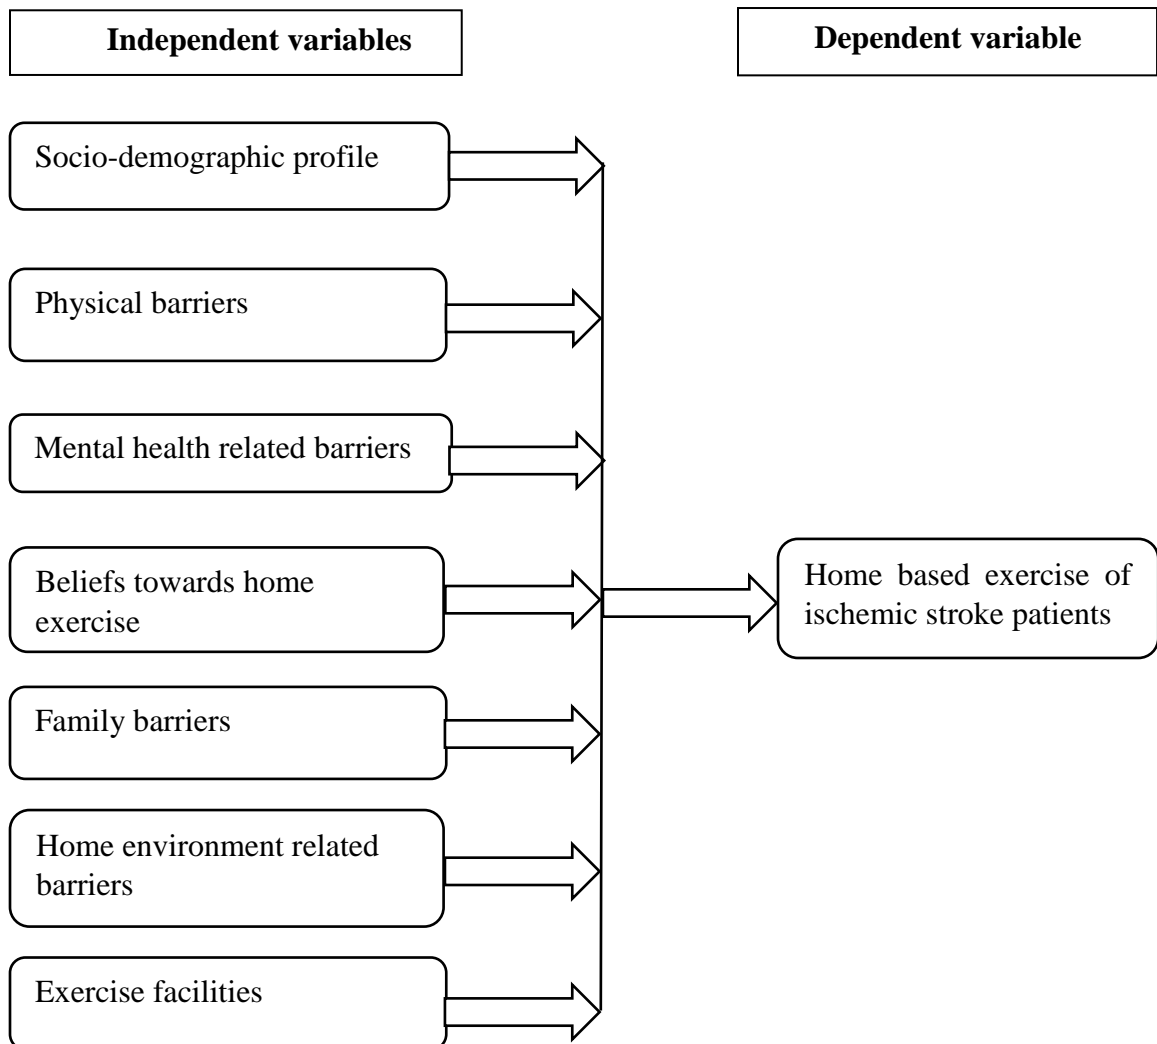 Independent variables
Dependent variable
Socio-demographic profile
Physical barriers
Mental health related barriers
Beliefs towards home
exercise
Home based exercise of
ischemic stroke patients
Family barriers
Home environment related
barriers
Exercise facilities